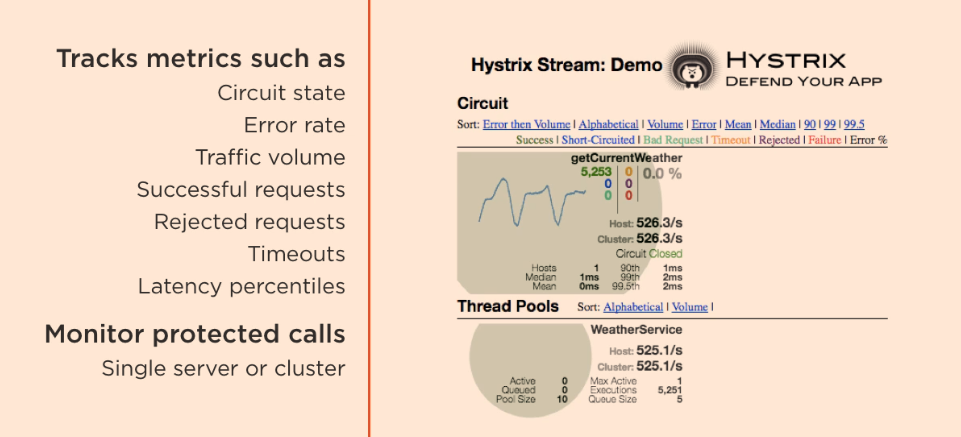 Tracks metrics such as
Circuit state
Error rate
Traffic volume
Successful requests
Rejected requests
Timeouts
Latency percentiles
Monitor protected calls
Single server or cluster
Hystrix Stream: Demo
HYSTRIX
DEFEND YOUR APP
Circuit
Sort: Error then Volume | Alphabetical | Volume | Error | Mean | Median | 90 | 99 | 99.5
Success | Short-Circuited | Bad Request | Timeout | Rejected | Failure | Error %
getCurrentWeather
5,253 0 0.0 %
0 0
0 0
Host: 526.3/s
Cluster: 526.3/s
Circuit Closed
Hosts 1 90th 1ms
Median 1ms 99th 2ms
Mean 0ms 99.5th 2ms
Thread Pools Sort: Alphabetical | Volume |
WeatherService
Host: 525.1/s
Cluster: 525.1/s
Active 0 Max Active 1
Queued 0 Executions 5,251
Pool Size 10 Queue Size 5